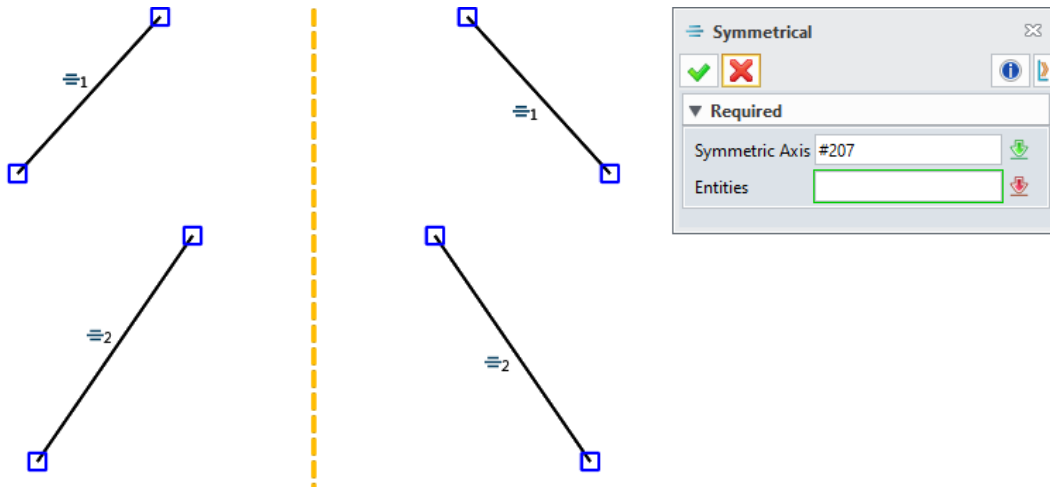 Symmetrical
1
1
Required
Symmetric Axis #207
Entities
2
2